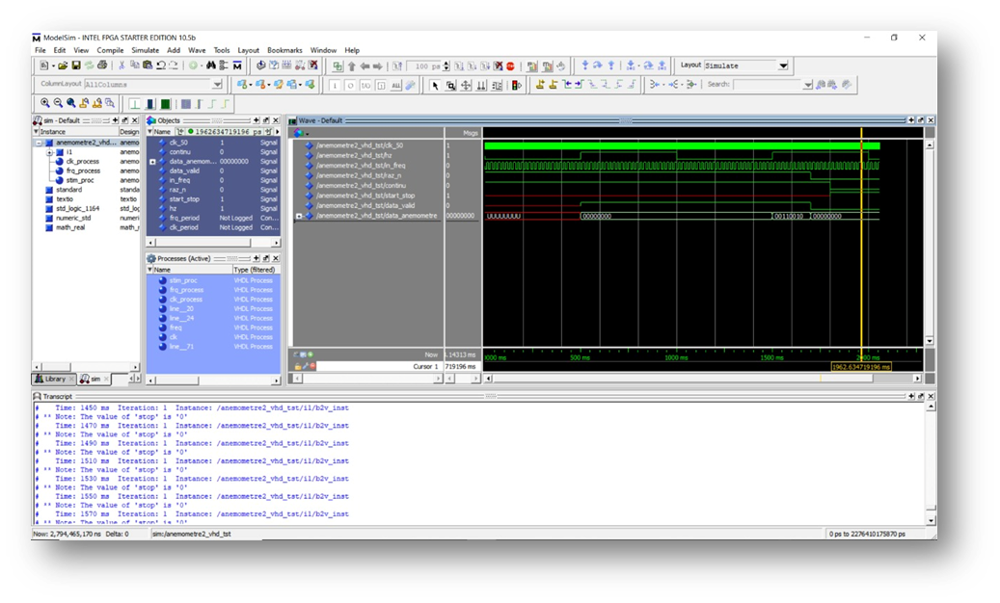 ModelSim - INTEL FPGA STARTER EDITION 10.5b
File Edit View Compile Simulate Add Wave Tools Layout Bookmarks Window Help
100 ps
Layout Simulate
ColumnLayout AllColumns
Search:
sim - Default
Instance Design
anemometre2_vhd... anemo
i1 anemo
clk_process anemo
frq_process anemo
stim_proc anemo
standard standa
textio textio
std_logic_1164 std_log
numeric_std numeri
math_real math_r
Library sim
Objects
Name 1962634719196 ps
clk_50 1 Signal
continu 0 Signal
data_anemom... 00000000 Signal
data_valid 0 Signal
in_freq 0 Signal
raz_n 0 Signal
start_stop 1 Signal
hz 1 Signal
frq_period Not Logged Con...
clk_period Not Logged Con...
Processes (Active)
Name Type (filtered)
stim_proc VHDL Process
frq_process VHDL Process
clk_process VHDL Process
line__20 VHDL Process
line__24 VHDL Process
freq VHDL Process
clk VHDL Process
line__71 VHDL Process
Wave - Default
Msgs
/anemometre2_vhd_tst/clk_50 1
/anemometre2_vhd_tst/hz 1
/anemometre2_vhd_tst/in_freq 0
/anemometre2_vhd_tst/raz_n 0
/anemometre2_vhd_tst/continu 0
/anemometre2_vhd_tst/start_stop 1
/anemometre2_vhd_tst/data_valid 0
/anemometre2_vhd_tst/data_anemometre 00000000 UUUUUUUU 00000000 00110010 00000000
Now 1.14313 ms
Cursor 1 719196 ms
500 ms 1000 ms 1500 ms 2000 ms
1962.634719196 ms
Transcript
# Time: 1450 ms Iteration: 1 Instance: /anemometre2_vhd_tst/i1/b2v_inst
# ** Note: The value of 'stop' is '0'
# Time: 1470 ms Iteration: 1 Instance: /anemometre2_vhd_tst/i1/b2v_inst
# ** Note: The value of 'stop' is '0'
# Time: 1490 ms Iteration: 1 Instance: /anemometre2_vhd_tst/i1/b2v_inst
# ** Note: The value of 'stop' is '0'
# Time: 1510 ms Iteration: 1 Instance: /anemometre2_vhd_tst/i1/b2v_inst
# ** Note: The value of 'stop' is '0'
# Time: 1530 ms Iteration: 1 Instance: /anemometre2_vhd_tst/i1/b2v_inst
# ** Note: The value of 'stop' is '0'
# Time: 1550 ms Iteration: 1 Instance: /anemometre2_vhd_tst/i1/b2v_inst
# ** Note: The value of 'stop' is '0'
# Time: 1570 ms Iteration: 1 Instance: /anemometre2_vhd_tst/i1/b2v_inst
# ** Note: The value of 'stop' is '0'
Now: 2,794,465,170 ns Delta: 0 sim:/anemometre2_vhd_tst 0 ps to 2276410175870 ps